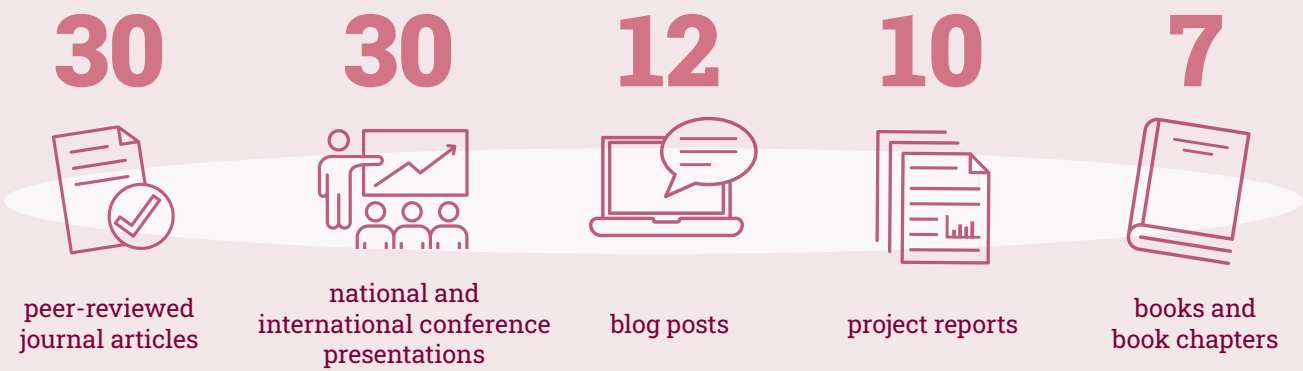 30
peer-reviewed
journal articles
30
national and
international conference
presentations
12
blog posts
10
project reports
7
books and
book chapters